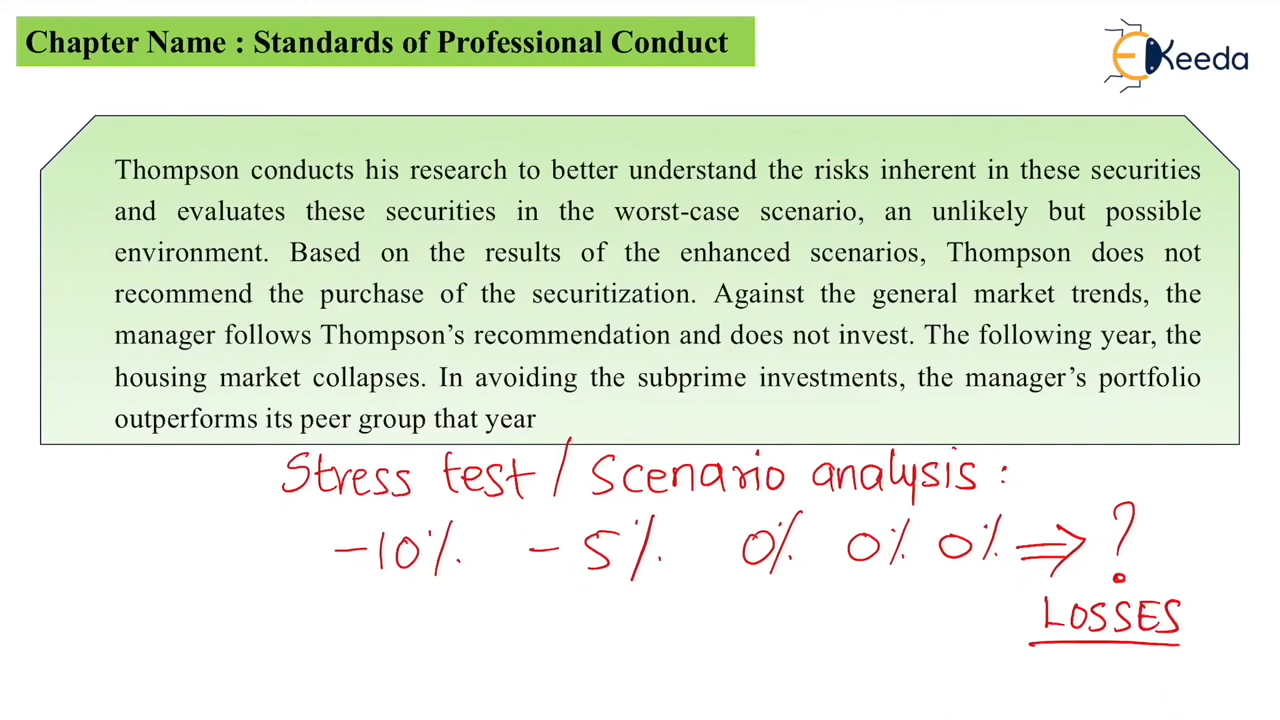 Chapter Name : Standards of Professional Conduct
EKeeda
Thompson conducts his research to better understand the risks inherent in these securities
and evaluates these securities in the worst-case scenario, an unlikely but possible
environment. Based on the results of the enhanced scenarios, Thompson does not
recommend the purchase of the securitization. Against the general market trends, the
manager follows Thompson's recommendation and does not invest. The following year, the
housing market collapses. In avoiding the subprime investments, the manager's portfolio
outperforms its peer group that year
Stress test / Scenario analysis :
-10% -5% 0% 0% 0% ⇒ ?
LOSSES